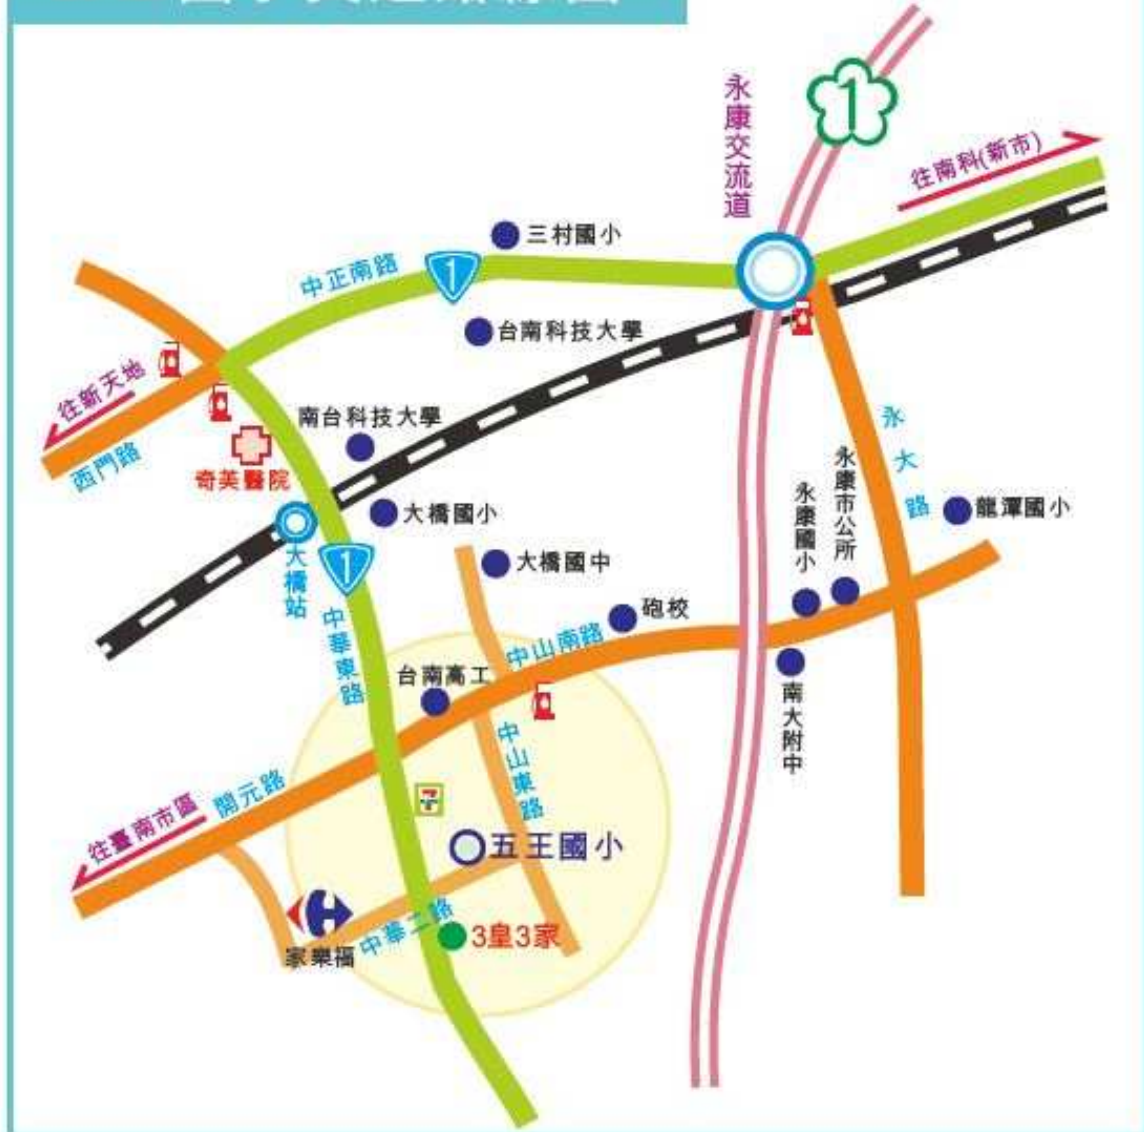 永康交流道
1
往南科(新市)
三村國小
中正南路
1
台南科技大學
往新天地
西門路
南台科技大學
奇美醫院
永大路
永康市公所
永康國小
龍潭國小
大橋國小
大橋站
1
大橋國中
中華東路
砲校
中山南路
台南高工
南大附中
中山東路
開元路
往臺南市區
7
五王國小
中華二路
3皇3家
家樂福